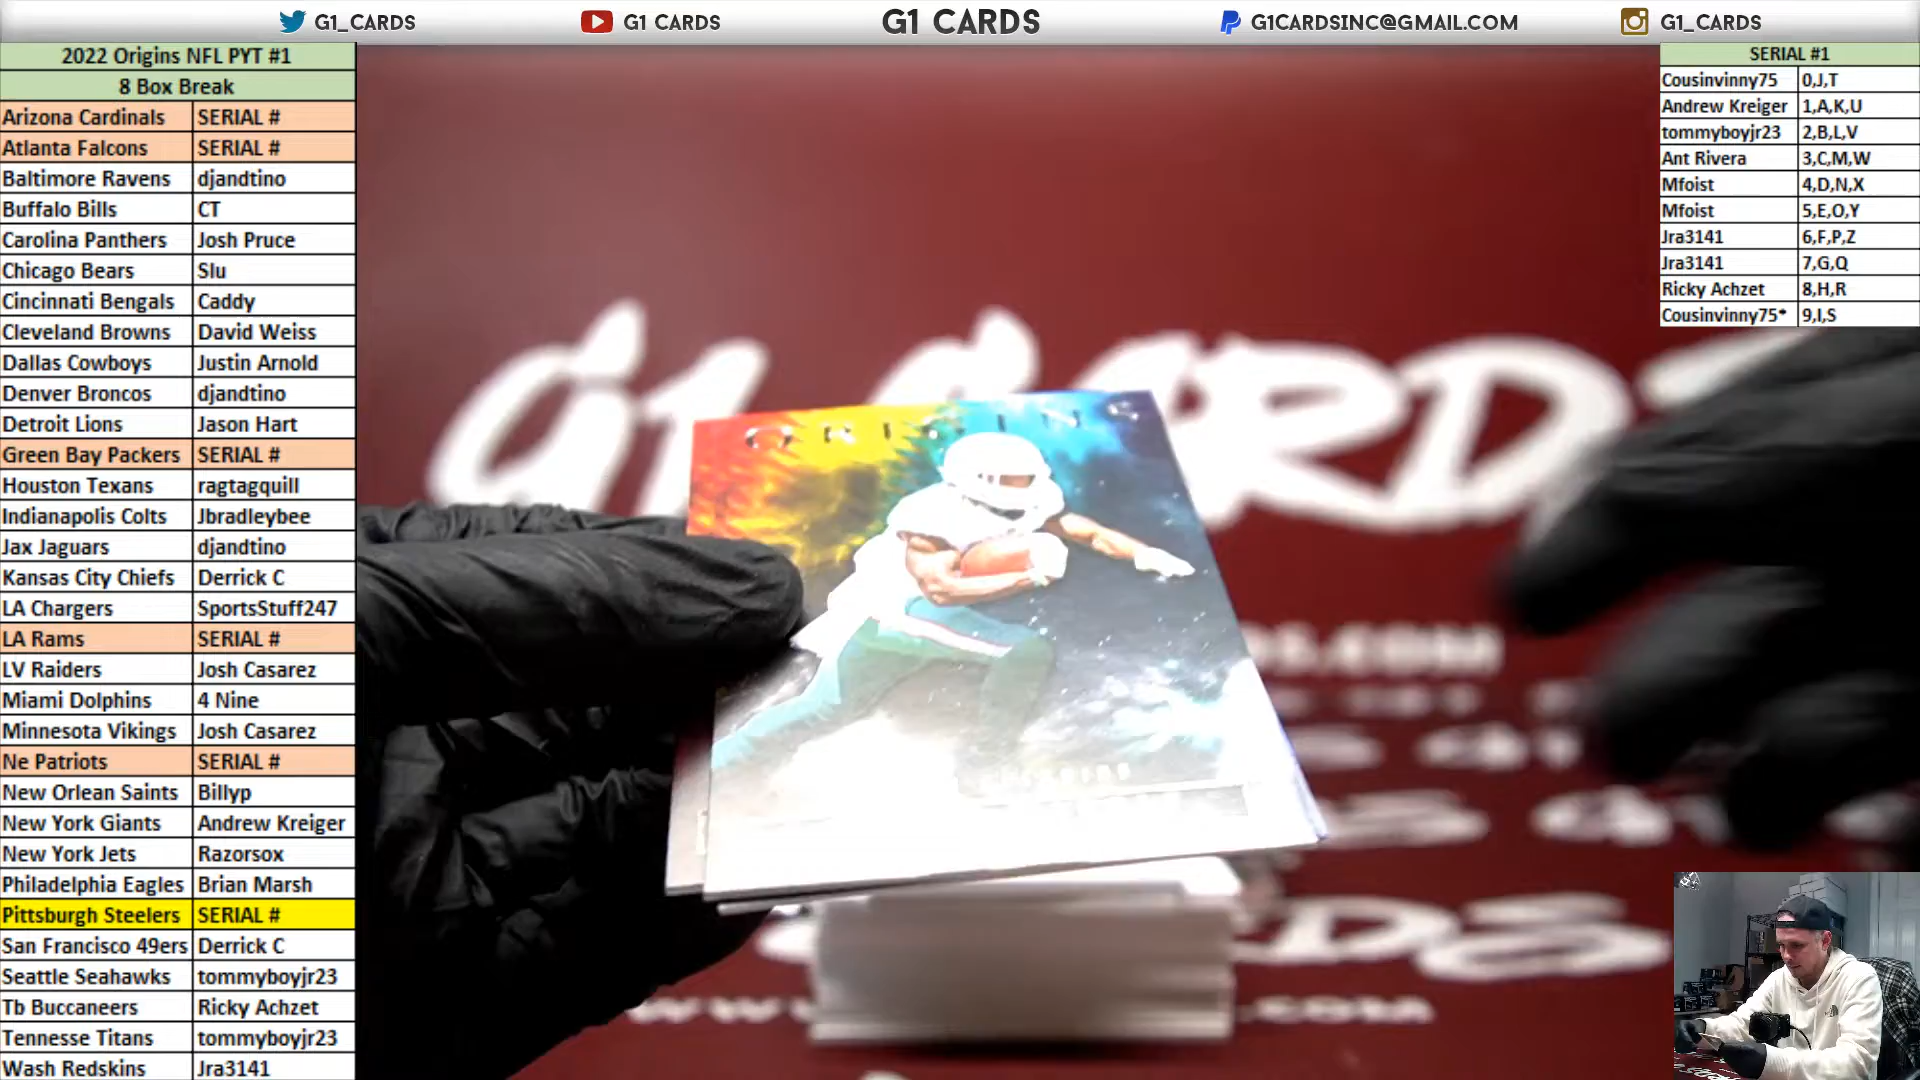 G1_CARDS
G1 CARDS
G1 CARDS
G1CARDSINC@GMAIL.COM
G1_CARDS
2022 Origins NFL PYT #1
8 Box Break
Arizona Cardinals SERIAL #
Atlanta Falcons SERIAL #
Baltimore Ravens djandtino
Buffalo Bills CT
Carolina Panthers Josh Pruce
Chicago Bears Slu
Cincinnati Bengals Caddy
Cleveland Browns David Weiss
Dallas Cowboys Justin Arnold
Denver Broncos djandtino
Detroit Lions Jason Hart
Green Bay Packers SERIAL #
Houston Texans ragtagquill
Indianapolis Colts Jbradleybee
Jax Jaguars djandtino
Kansas City Chiefs Derrick C
LA Chargers SportsStuff247
LA Rams SERIAL #
LV Raiders Josh Casarez
Miami Dolphins 4 Nine
Minnesota Vikings Josh Casarez
Ne Patriots SERIAL #
New Orlean Saints Billyp
New York Giants Andrew Kreiger
New York Jets Razorsox
Philadelphia Eagles Brian Marsh
Pittsburgh Steelers SERIAL #
San Francisco 49ers Derrick C
Seattle Seahawks tommyboyjr23
Tb Buccaneers Ricky Achzet
Tennesse Titans tommyboyjr23
Wash Redskins Jra3141
SERIAL #1
Cousinvinny75 0,J,T
Andrew Kreiger 1,A,K,U
tommyboyjr23 2,B,L,V
Ant Rivera 3,C,M,W
Mfoist 4,D,N,X
Mfoist 5,E,O,Y
Jra3141 6,F,P,Z
Jra3141 7,G,Q
Ricky Achzet 8,H,R
Cousinvinny75* 9,I,S
G1 CARDS
ORIGINS